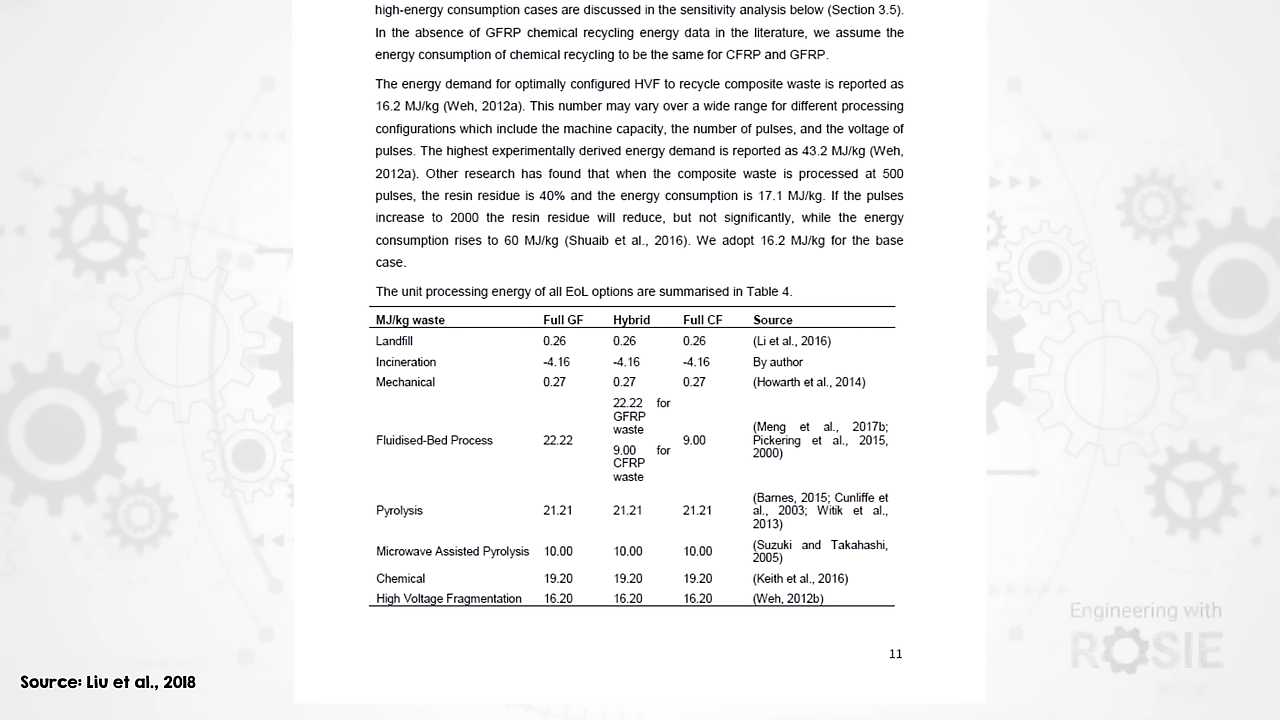 high-energy consumption cases are discussed in the sensitivity analysis below (Section 3.5).
In the absence of GFRP chemical recycling energy data in the literature, we assume the
energy consumption of chemical recycling to be the same for CFRP and GFRP.
The energy demand for optimally configured HVF to recycle composite waste is reported as
16.2 MJ/kg (Weh, 2012a). This number may vary over a wide range for different processing
configurations which include the machine capacity, the number of pulses, and the voltage of
pulses. The highest experimentally derived energy demand is reported as 43.2 MJ/kg (Weh,
2012a). Other research has found that when the composite waste is processed at 500
pulses, the resin residue is 40% and the energy consumption is 17.1 MJ/kg. If the pulses
increase to 2000 the resin residue will reduce, but not significantly, while the energy
consumption rises to 60 MJ/kg (Shuaib et al., 2016). We adopt 16.2 MJ/kg for the base
case.
The unit processing energy of all EoL options are summarised in Table 4.
MJ/kg waste Full GF Hybrid Full CF Source
Landfill 0.26 0.26 0.26 (Li et al., 2016)
Incineration -4.16 -4.16 -4.16 By author
Mechanical 0.27 0.27 0.27 (Howarth et al., 2014)
Fluidised-Bed Process 22.22
22.22 for
GFRP
waste
9.00 for
CFRP
waste
9.00
(Meng et al., 2017b;
Pickering et al., 2015,
2000)
Pyrolysis 21.21 21.21 21.21
(Barnes, 2015; Cunliffe et
al., 2003; Witik et al.,
2013)
Microwave Assisted Pyrolysis 10.00 10.00 10.00
(Suzuki and Takahashi,
2005)
Chemical 19.20 19.20 19.20 (Keith et al., 2016)
High Voltage Fragmentation 16.20 16.20 16.20 (Weh, 2012b)
11
Engineering with
ROSIE
Source: Liu et al., 2018